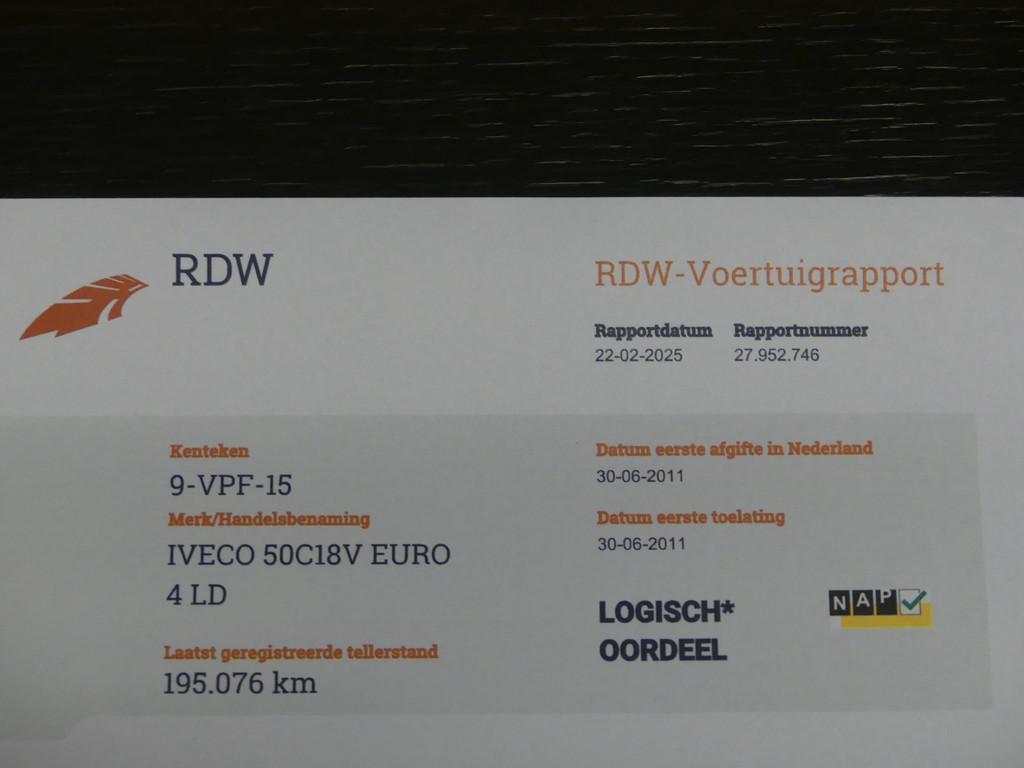 RDW
RDW-Voertuigrapport
Rapportdatum Rapportnummer
22-02-2025 27.952.746
Kenteken
9-VPF-15
Merk/Handelsbenaming
IVECO 50C18V EURO
4 LD
Laatst geregistreerde tellerstand
195.076 km
Datum eerste afgifte in Nederland
30-06-2011
Datum eerste toelating
30-06-2011
LOGISCH*
OORDEEL
NAP